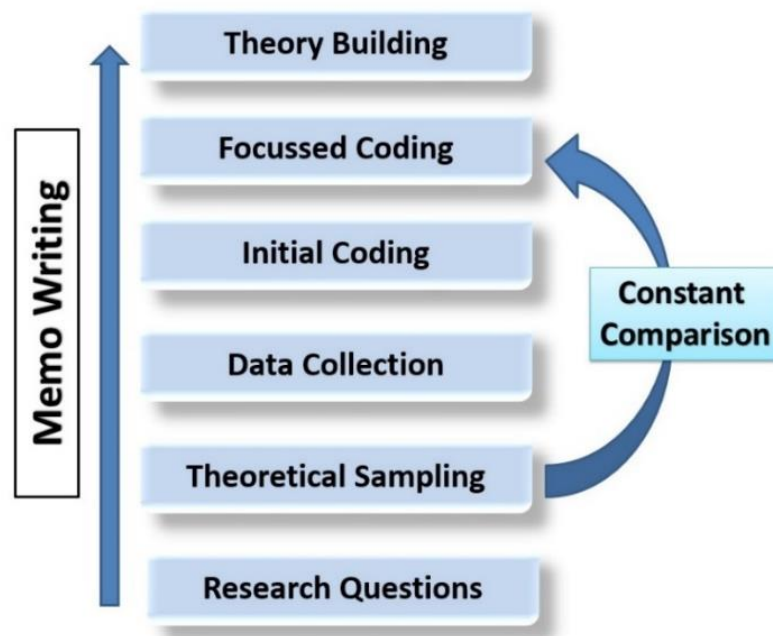 Theory Building
Focussed Coding
Initial Coding
Data Collection
Theoretical Sampling
Research Questions
Memo Writing
Constant
Comparison